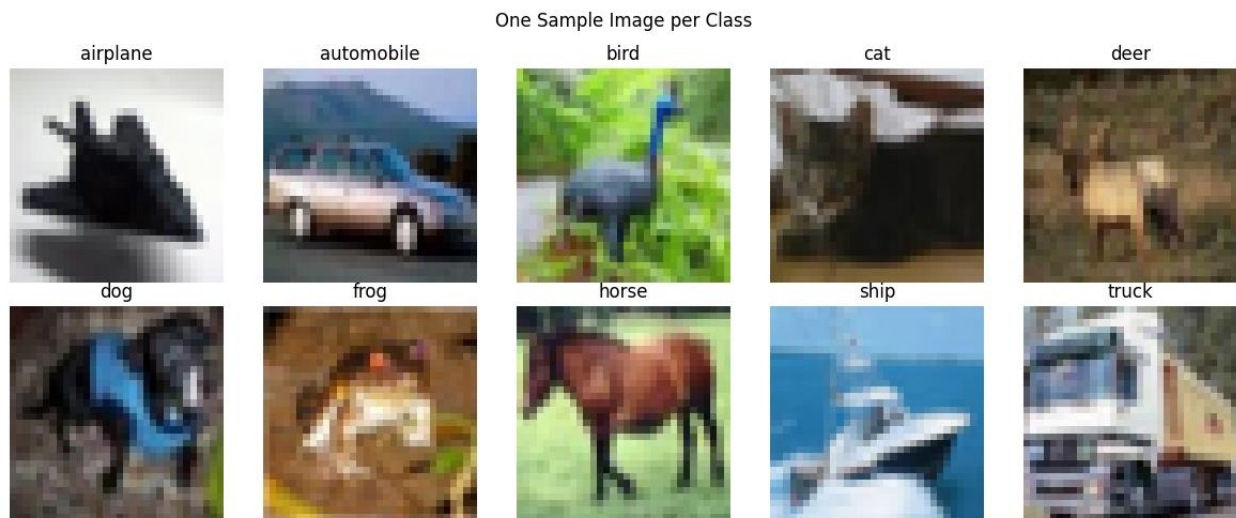 One Sample Image per Class
airplane automobile bird cat deer
dog frog horse ship truck